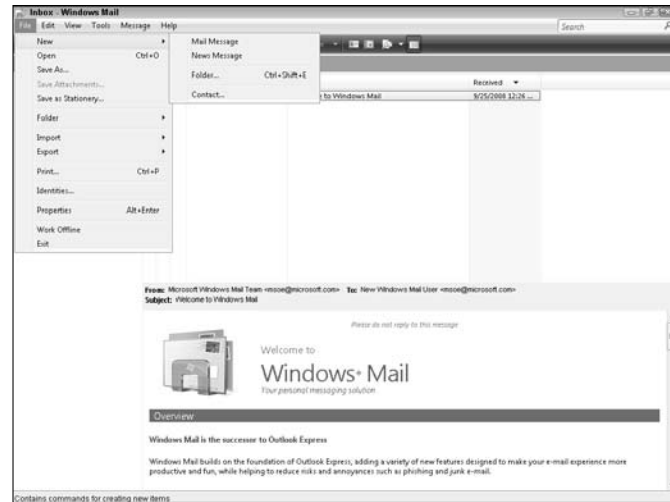 Inbox - Windows Mail
File Edit View Tools Message Help
Search
New
Open Ctrl+O
Save As...
Save Attachments...
Save as Stationery...
Folder
Import
Export
Print... Ctrl+P
Identities...
Properties Alt+Enter
Work Offline
Exit
Mail Message
News Message
Folder... Ctrl+Shift+E
Contact...
Received
to Windows Mail 9/25/2008 12:26 ...
From: Microsoft Windows Mail Team <msoe@microsoft.com> To: New Windows Mail User <msoe@microsoft.com>
Subject: Welcome to Windows Mail
Please do not reply to this message
Welcome to
Windows Mail
Your personal messaging solution
Overview
Windows Mail is the successor to Outlook Express
Windows Mail builds on the foundation of Outlook Express, adding a variety of new features designed to make your e-mail experience more
productive and fun, while helping to reduce risks and annoyances such as phishing and junk e-mail.
Contains commands for creating new items